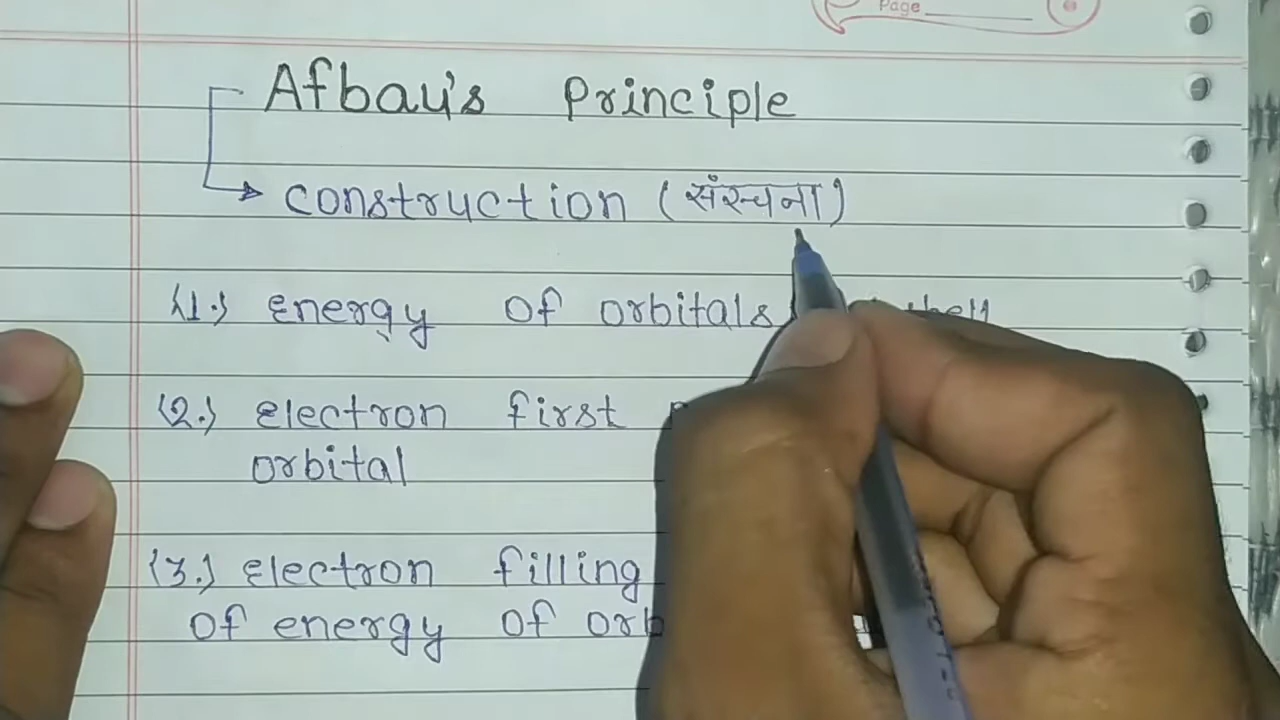 Page
Afbau's Principle
construction (संरचना)
(1.) energy of orbitals
(2.) electron first
orbital
(3.) electron filling
of energy of